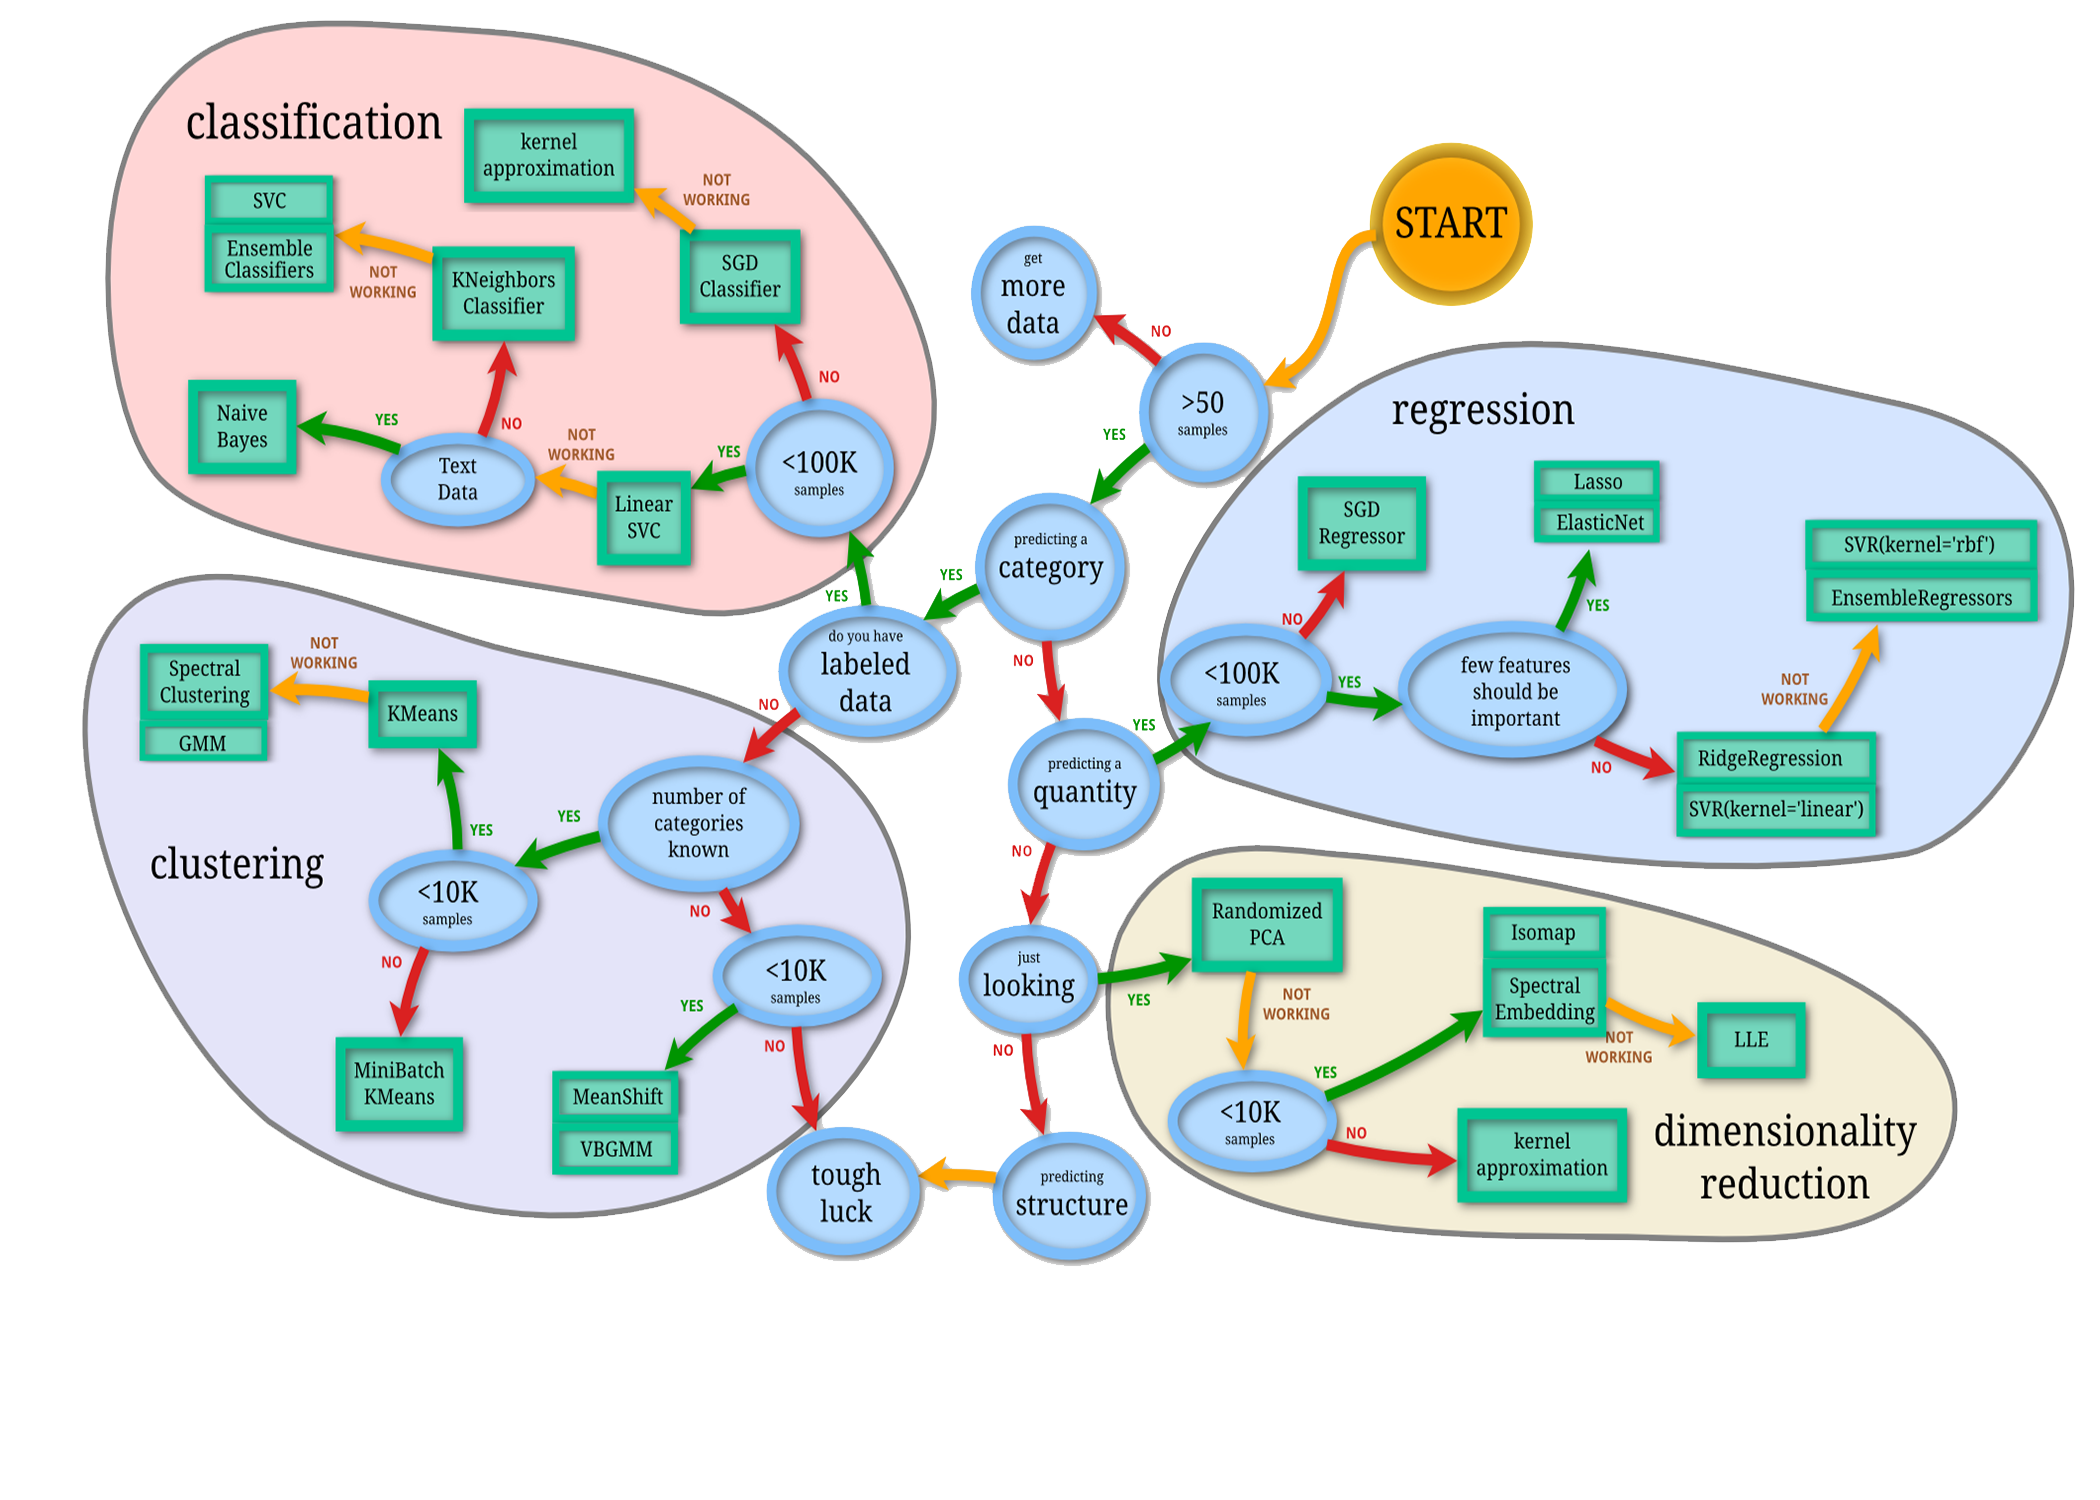 classification
kernel
approximation
NOT
WORKING
SVC
Ensemble
Classifiers
NOT
WORKING
KNeighbors
Classifier
SGD
Classifier
NO
Naive
Bayes
YES
NO
Text
Data
NOT
WORKING
Linear
SVC
YES
<100K
samples
START
get
more
data
NO
>50
samples
YES
predicting a
category
YES
NO
YES
do you have
labeled
data
NO
predicting a
quantity
YES
NO
just
looking
YES
NO
predicting
structure
tough
luck
regression
SGD
Regressor
Lasso
ElasticNet
SVR(kernel='rbf')
EnsembleRegressors
NO
YES
<100K
samples
YES
few features
should be
important
NOT
WORKING
NO
RidgeRegression
SVR(kernel='linear')
clustering
Spectral
Clustering
GMM
NOT
WORKING
KMeans
YES
YES
number of
categories
known
<10K
samples
NO
NO
<10K
samples
YES
NO
MiniBatch
KMeans
MeanShift
VBGMM
Randomized
PCA
NOT
WORKING
Isomap
Spectral
Embedding
NOT
WORKING
LLE
YES
<10K
samples
NO
kernel
approximation
dimensionality
reduction